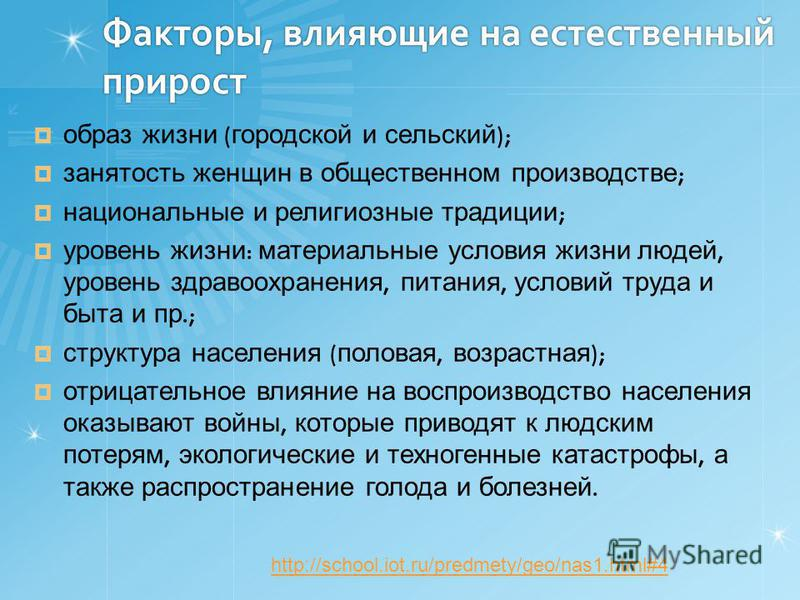 Факторы, влияющие на естественный
прирост
образ жизни (городской и сельский);
занятость женщин в общественном производстве;
национальные и религиозные традиции;
уровень жизни: материальные условия жизни людей,
уровень здравоохранения, питания, условий труда и
быта и пр.;
структура населения (половая, возрастная);
отрицательное влияние на воспроизводство населения
оказывают войны, которые приводят к людским
потерям, экологические и техногенные катастрофы, а
также распространение голода и болезней.
http://school.iot.ru/predmety/geo/nas1.html#4
MyShared